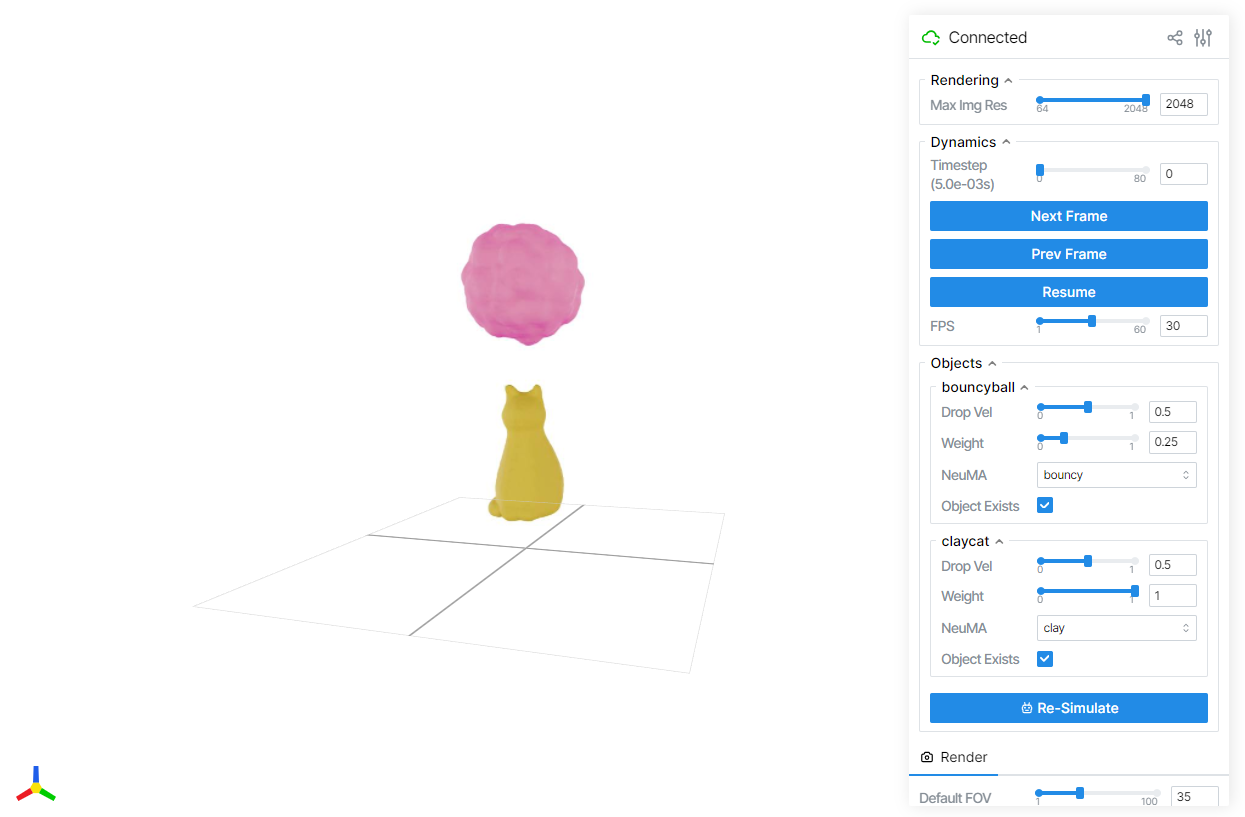 Connected
Rendering
Max Img Res 64 2048 2048
Dynamics
Timestep
(5.0e-03s) 0 80 0
Next Frame
Prev Frame
Resume
FPS 1 60 30
Objects
bouncyball
Drop Vel 0 1 0.5
Weight 0 1 0.25
NeuMA bouncy
Object Exists
claycat
Drop Vel 0 1 0.5
Weight 0 1 1
NeuMA clay
Object Exists
Re-Simulate
Render
Default FOV 1 100 35